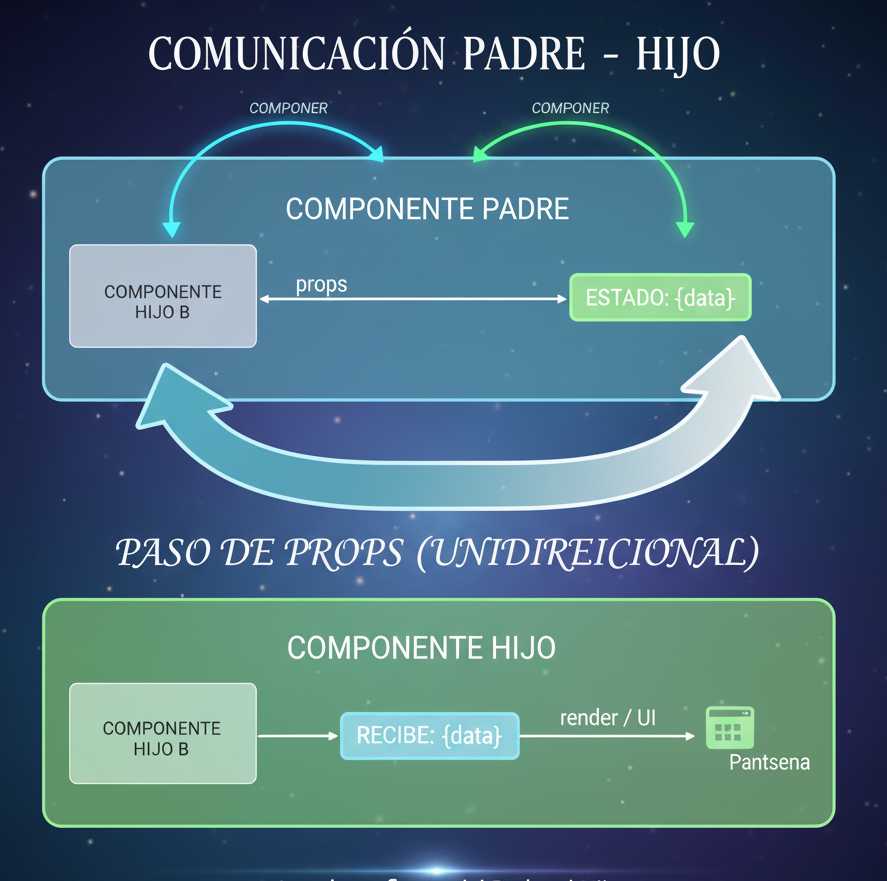 COMUNICACIÓN PADRE - HIJO
COMPONER
COMPONER
COMPONENTE PADRE
COMPONENTE
HIJO B
props
ESTADO: {data}
PASO DE PROPS (UNIDIREICIONAL)
COMPONENTE HIJO
COMPONENTE
HIJO B
RECIBE: {data}
render / UI
Pantsena